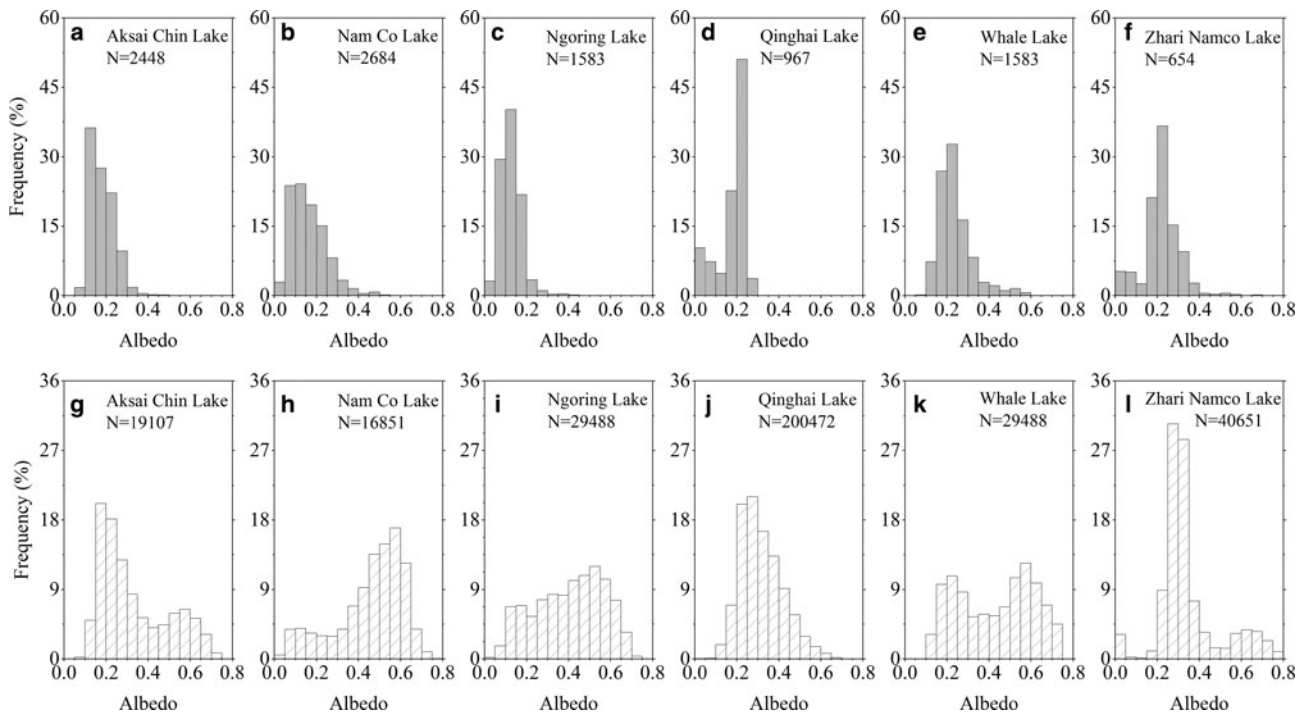 60 60 60 60 60 60
a Aksai Chin Lake b Nam Co Lake c Ngoring Lake d Qinghai Lake e Whale Lake f Zhari Namco Lake
N=2448 N=2684 N=1583 N=967 N=1583 N=654
45 45 45 45 45 45
Frequency (%)
30 30 30 30 30 30
15 15 15 15 15 15
0 0 0 0 0 0
0.0 0.2 0.4 0.6 0.8 0.0 0.2 0.4 0.6 0.8 0.0 0.2 0.4 0.6 0.8 0.0 0.2 0.4 0.6 0.8 0.0 0.2 0.4 0.6 0.8 0.0 0.2 0.4 0.6 0.8
Albedo Albedo Albedo Albedo Albedo Albedo
36 36 36 36 36 36
g Aksai Chin Lake h Nam Co Lake i Ngoring Lake j Qinghai Lake k Whale Lake l Zhari Namco Lake
N=19107 N=16851 N=29488 N=200472 N=29488 N=40651
27 27 27 27 27 27
Frequency (%)
18 18 18 18 18 18
9 9 9 9 9 9
0 0 0 0 0 0
0.0 0.2 0.4 0.6 0.8 0.0 0.2 0.4 0.6 0.8 0.0 0.2 0.4 0.6 0.8 0.0 0.2 0.4 0.6 0.8 0.0 0.2 0.4 0.6 0.8 0.0 0.2 0.4 0.6 0.8
Albedo Albedo Albedo Albedo Albedo Albedo